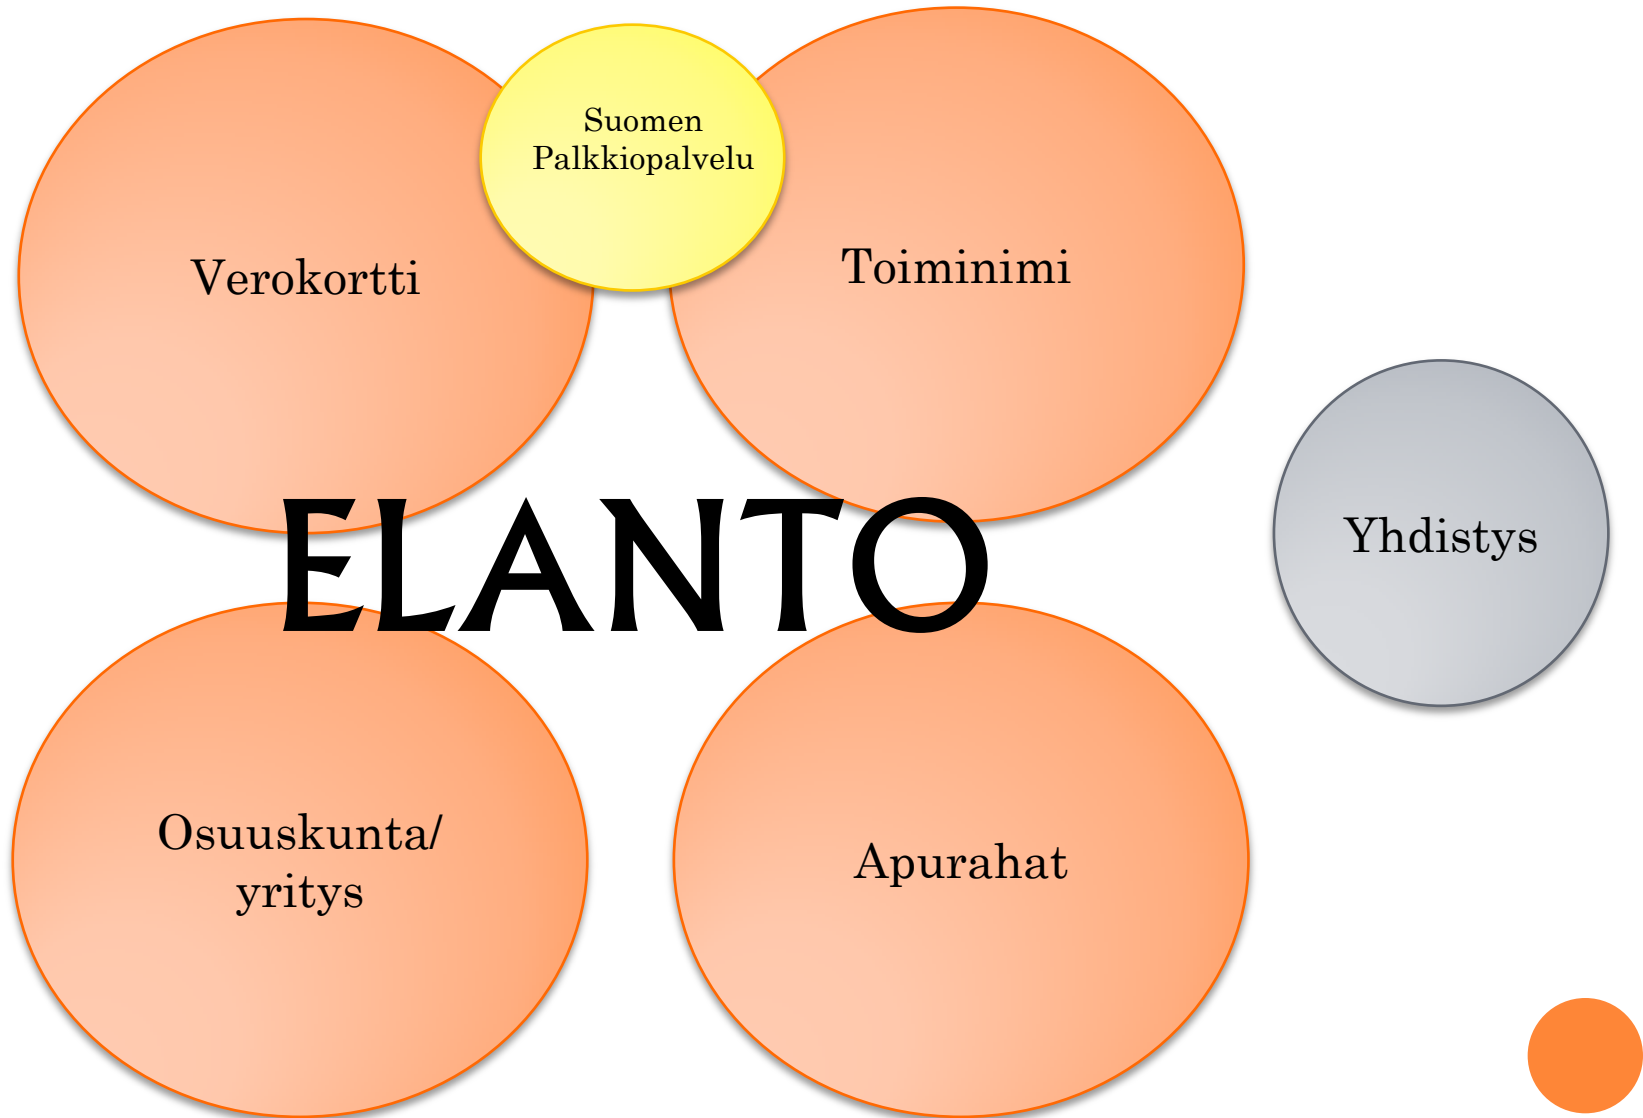 Suomen
Palkkiopalvelu
Verokortti
Toiminimi
ELANTO
Yhdistys
Osuuskunta/
yritys
Apurahat